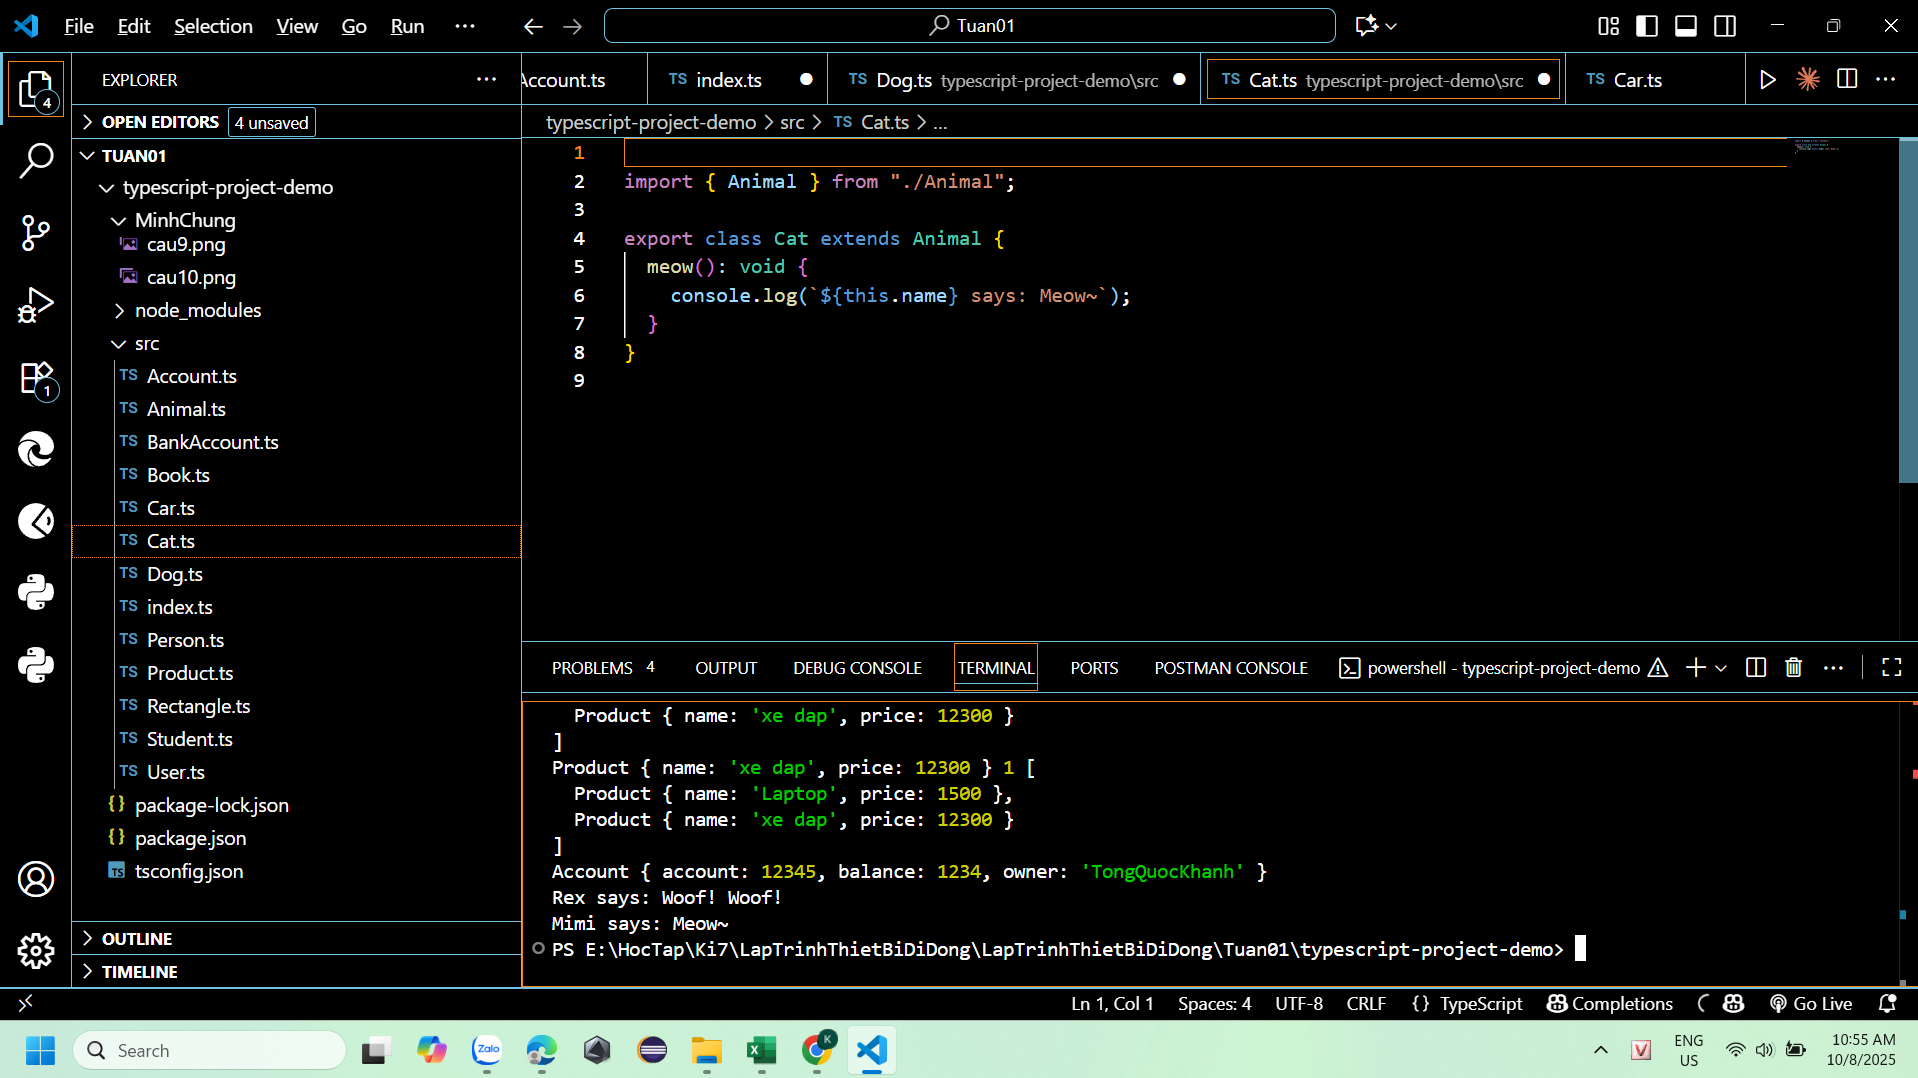 File Edit Selection View Go Run ··· Tuan01
EXPLORER ···
Account.ts TS index.ts TS Dog.ts typescript-project-demo\src TS Cat.ts typescript-project-demo\src TS Car.ts ···
OPEN EDITORS 4 unsaved
typescript-project-demo > src > TS Cat.ts > ...
TUAN01
typescript-project-demo
MinhChung
cau9.png
cau10.png
node_modules
src
TS Account.ts
TS Animal.ts
TS BankAccount.ts
TS Book.ts
TS Car.ts
TS Cat.ts
TS Dog.ts
TS index.ts
TS Person.ts
TS Product.ts
TS Rectangle.ts
TS Student.ts
TS User.ts
{} package-lock.json
{} package.json
TS tsconfig.json
OUTLINE
TIMELINE
4
1
1
2 import { Animal } from "./Animal";
3
4 export class Cat extends Animal {
5 meow(): void {
6 console.log(`${this.name} says: Meow~`);
7 }
8 }
9
PROBLEMS 4 OUTPUT DEBUG CONSOLE TERMINAL PORTS POSTMAN CONSOLE powershell - typescript-project-demo ···
Product { name: 'xe dap', price: 12300 }
]
Product { name: 'xe dap', price: 12300 } 1 [
Product { name: 'Laptop', price: 1500 },
Product { name: 'xe dap', price: 12300 }
]
Account { account: 12345, balance: 1234, owner: 'TongQuocKhanh' }
Rex says: Woof! Woof!
Mimi says: Meow~
PS E:\HocTap\Ki7\LapTrinhThietBiDiDong\LapTrinhThietBiDiDong\Tuan01\typescript-project-demo>
Ln 1, Col 1 Spaces: 4 UTF-8 CRLF {} TypeScript Completions Go Live
Search Zalo K V ENG 10:55 AM
US 10/8/2025